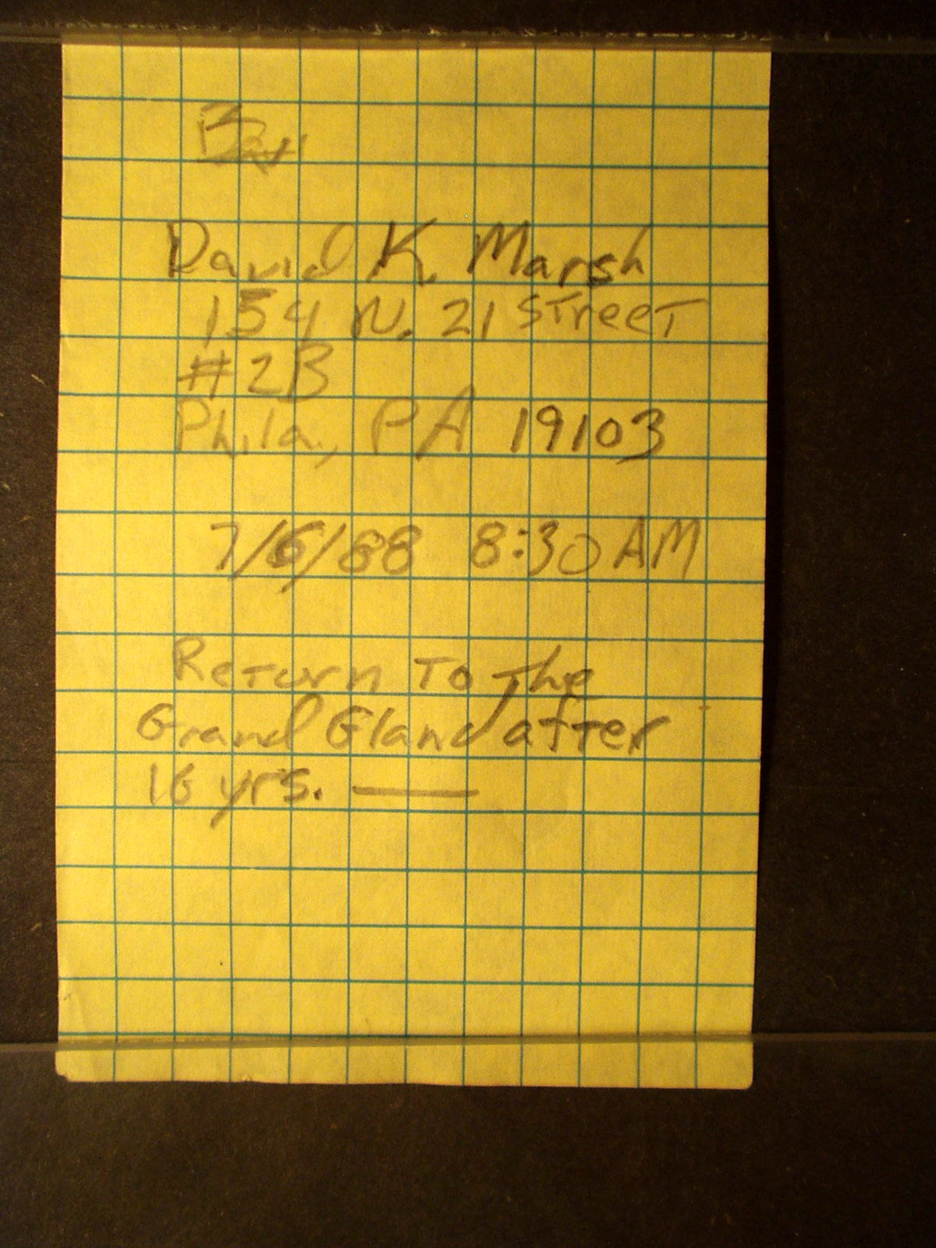 David K. Marsh
154 N. 21 Street
#2B
Phila., PA 19103
7/6/88 8:30 AM
Return To The
Grand Gland after
16 yrs. —